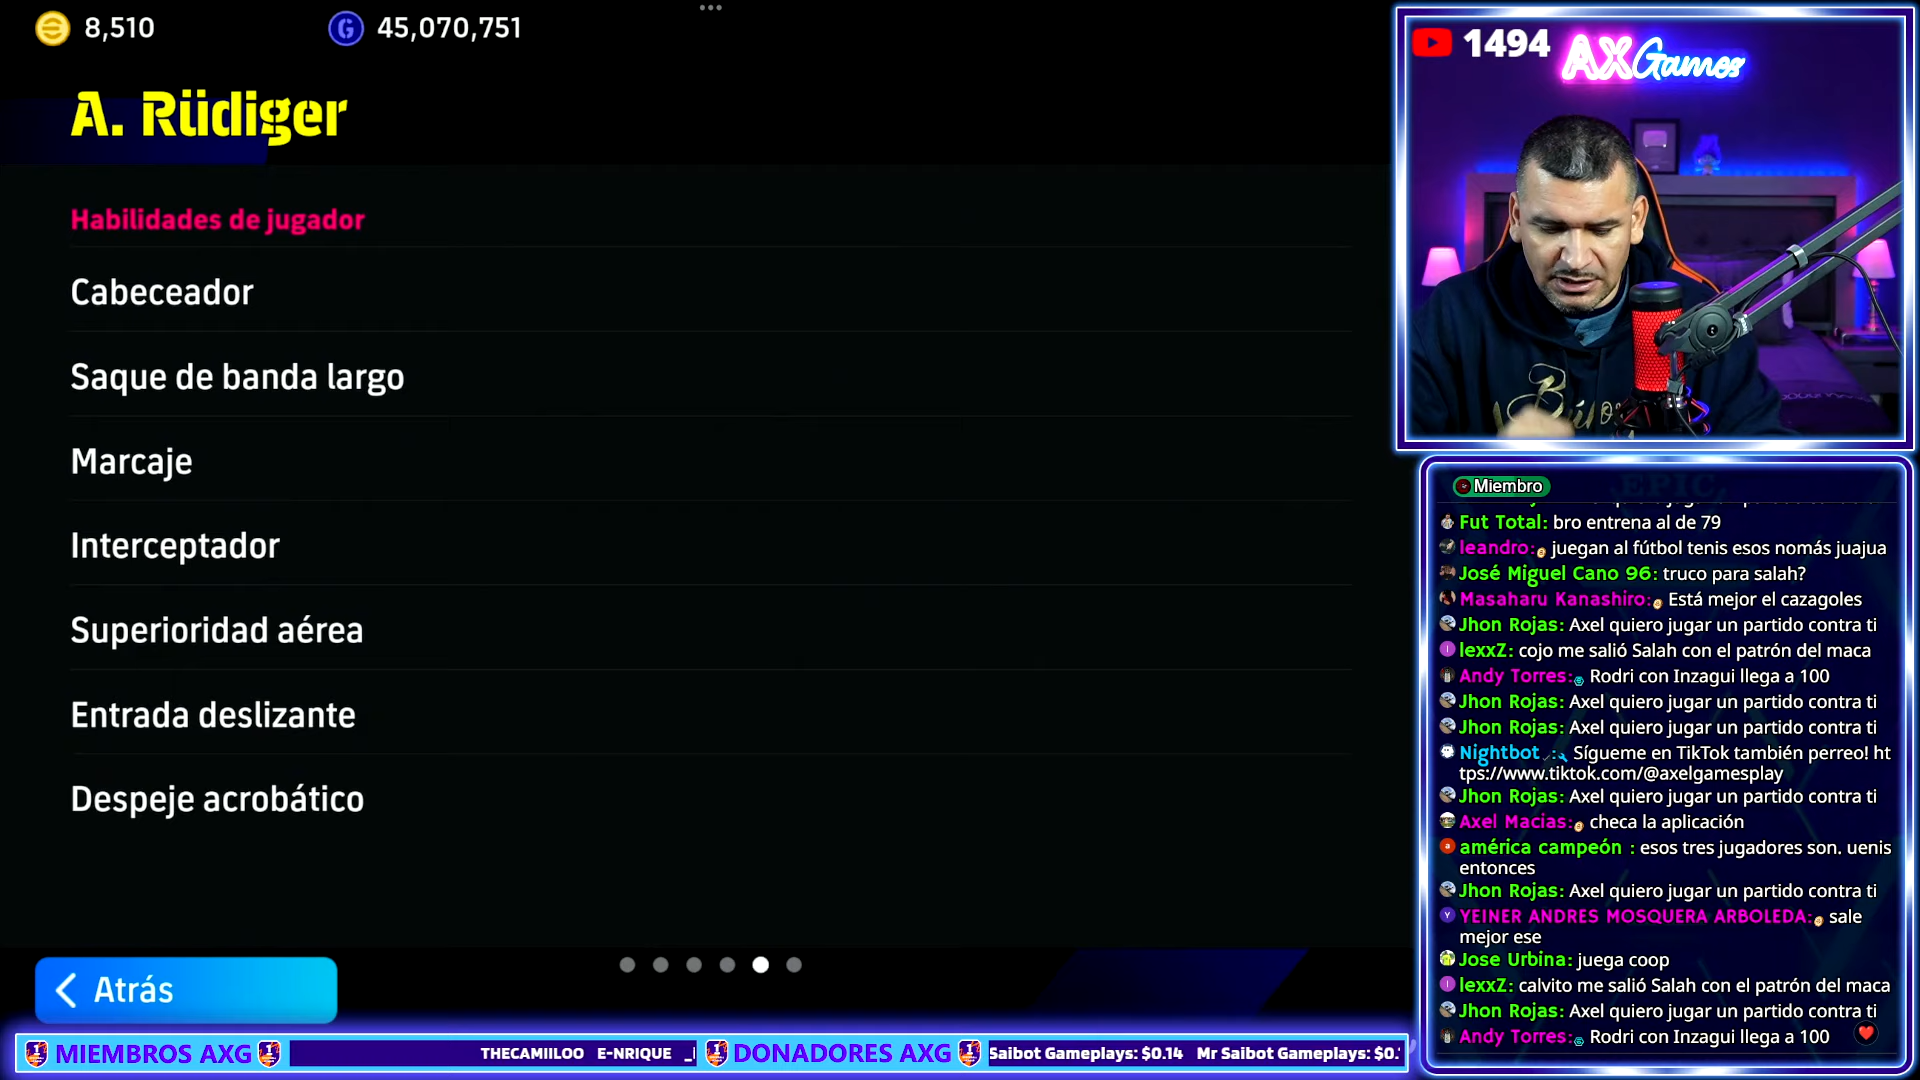 8,510
45,070,751
A. Rüdiger
Habilidades de jugador
Cabeceador
Saque de banda largo
Marcaje
Interceptador
Superioridad aérea
Entrada deslizante
Despeje acrobático
Atrás
1494
AXGames
Miembro
Fut Total: bro entrena al de 79
leandro: juegan al fútbol tenis esos nomás juajua
José Miguel Cano 96: truco para salah?
Masaharu Kanashiro: Está mejor el cazagoles
Jhon Rojas: Axel quiero jugar un partido contra ti
lexxZ: cojo me salió Salah con el patrón del maca
Andy Torres: Rodri con Inzagui llega a 100
Jhon Rojas: Axel quiero jugar un partido contra ti
Jhon Rojas: Axel quiero jugar un partido contra ti
Nightbot : Sígueme en TikTok también perreo! ht
tps://www.tiktok.com/@axelgamesplay
Jhon Rojas: Axel quiero jugar un partido contra ti
Axel Macias: checa la aplicación
américa campeón : esos tres jugadores son. uenis
entonces
Jhon Rojas: Axel quiero jugar un partido contra ti
YEINER ANDRES MOSQUERA ARBOLEDA: sale
mejor ese
Jose Urbina: juega coop
lexxZ: calvito me salió Salah con el patrón del maca
Jhon Rojas: Axel quiero jugar un partido contra ti
Andy Torres: Rodri con Inzagui llega a 100
MIEMBROS AXG THECAMIILOO E-NRIQUE DONADORES AXG Saibot Gameplays: $0.14 Mr Saibot Gameplays: $0.